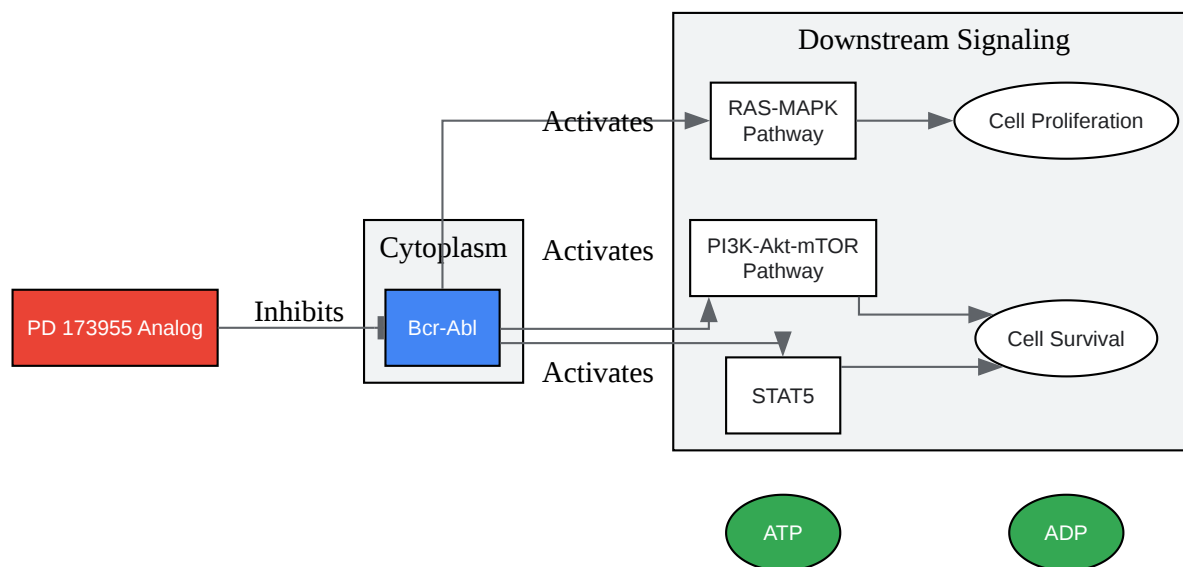 Downstream Signaling
Activates
RAS-MAPK
Pathway
Cell Proliferation
Cytoplasm
Activates
PI3K-Akt-mTOR
Pathway
PD 173955 Analog
Inhibits
Bcr-Abl
Cell Survival
Activates
STAT5
ATP
ADP